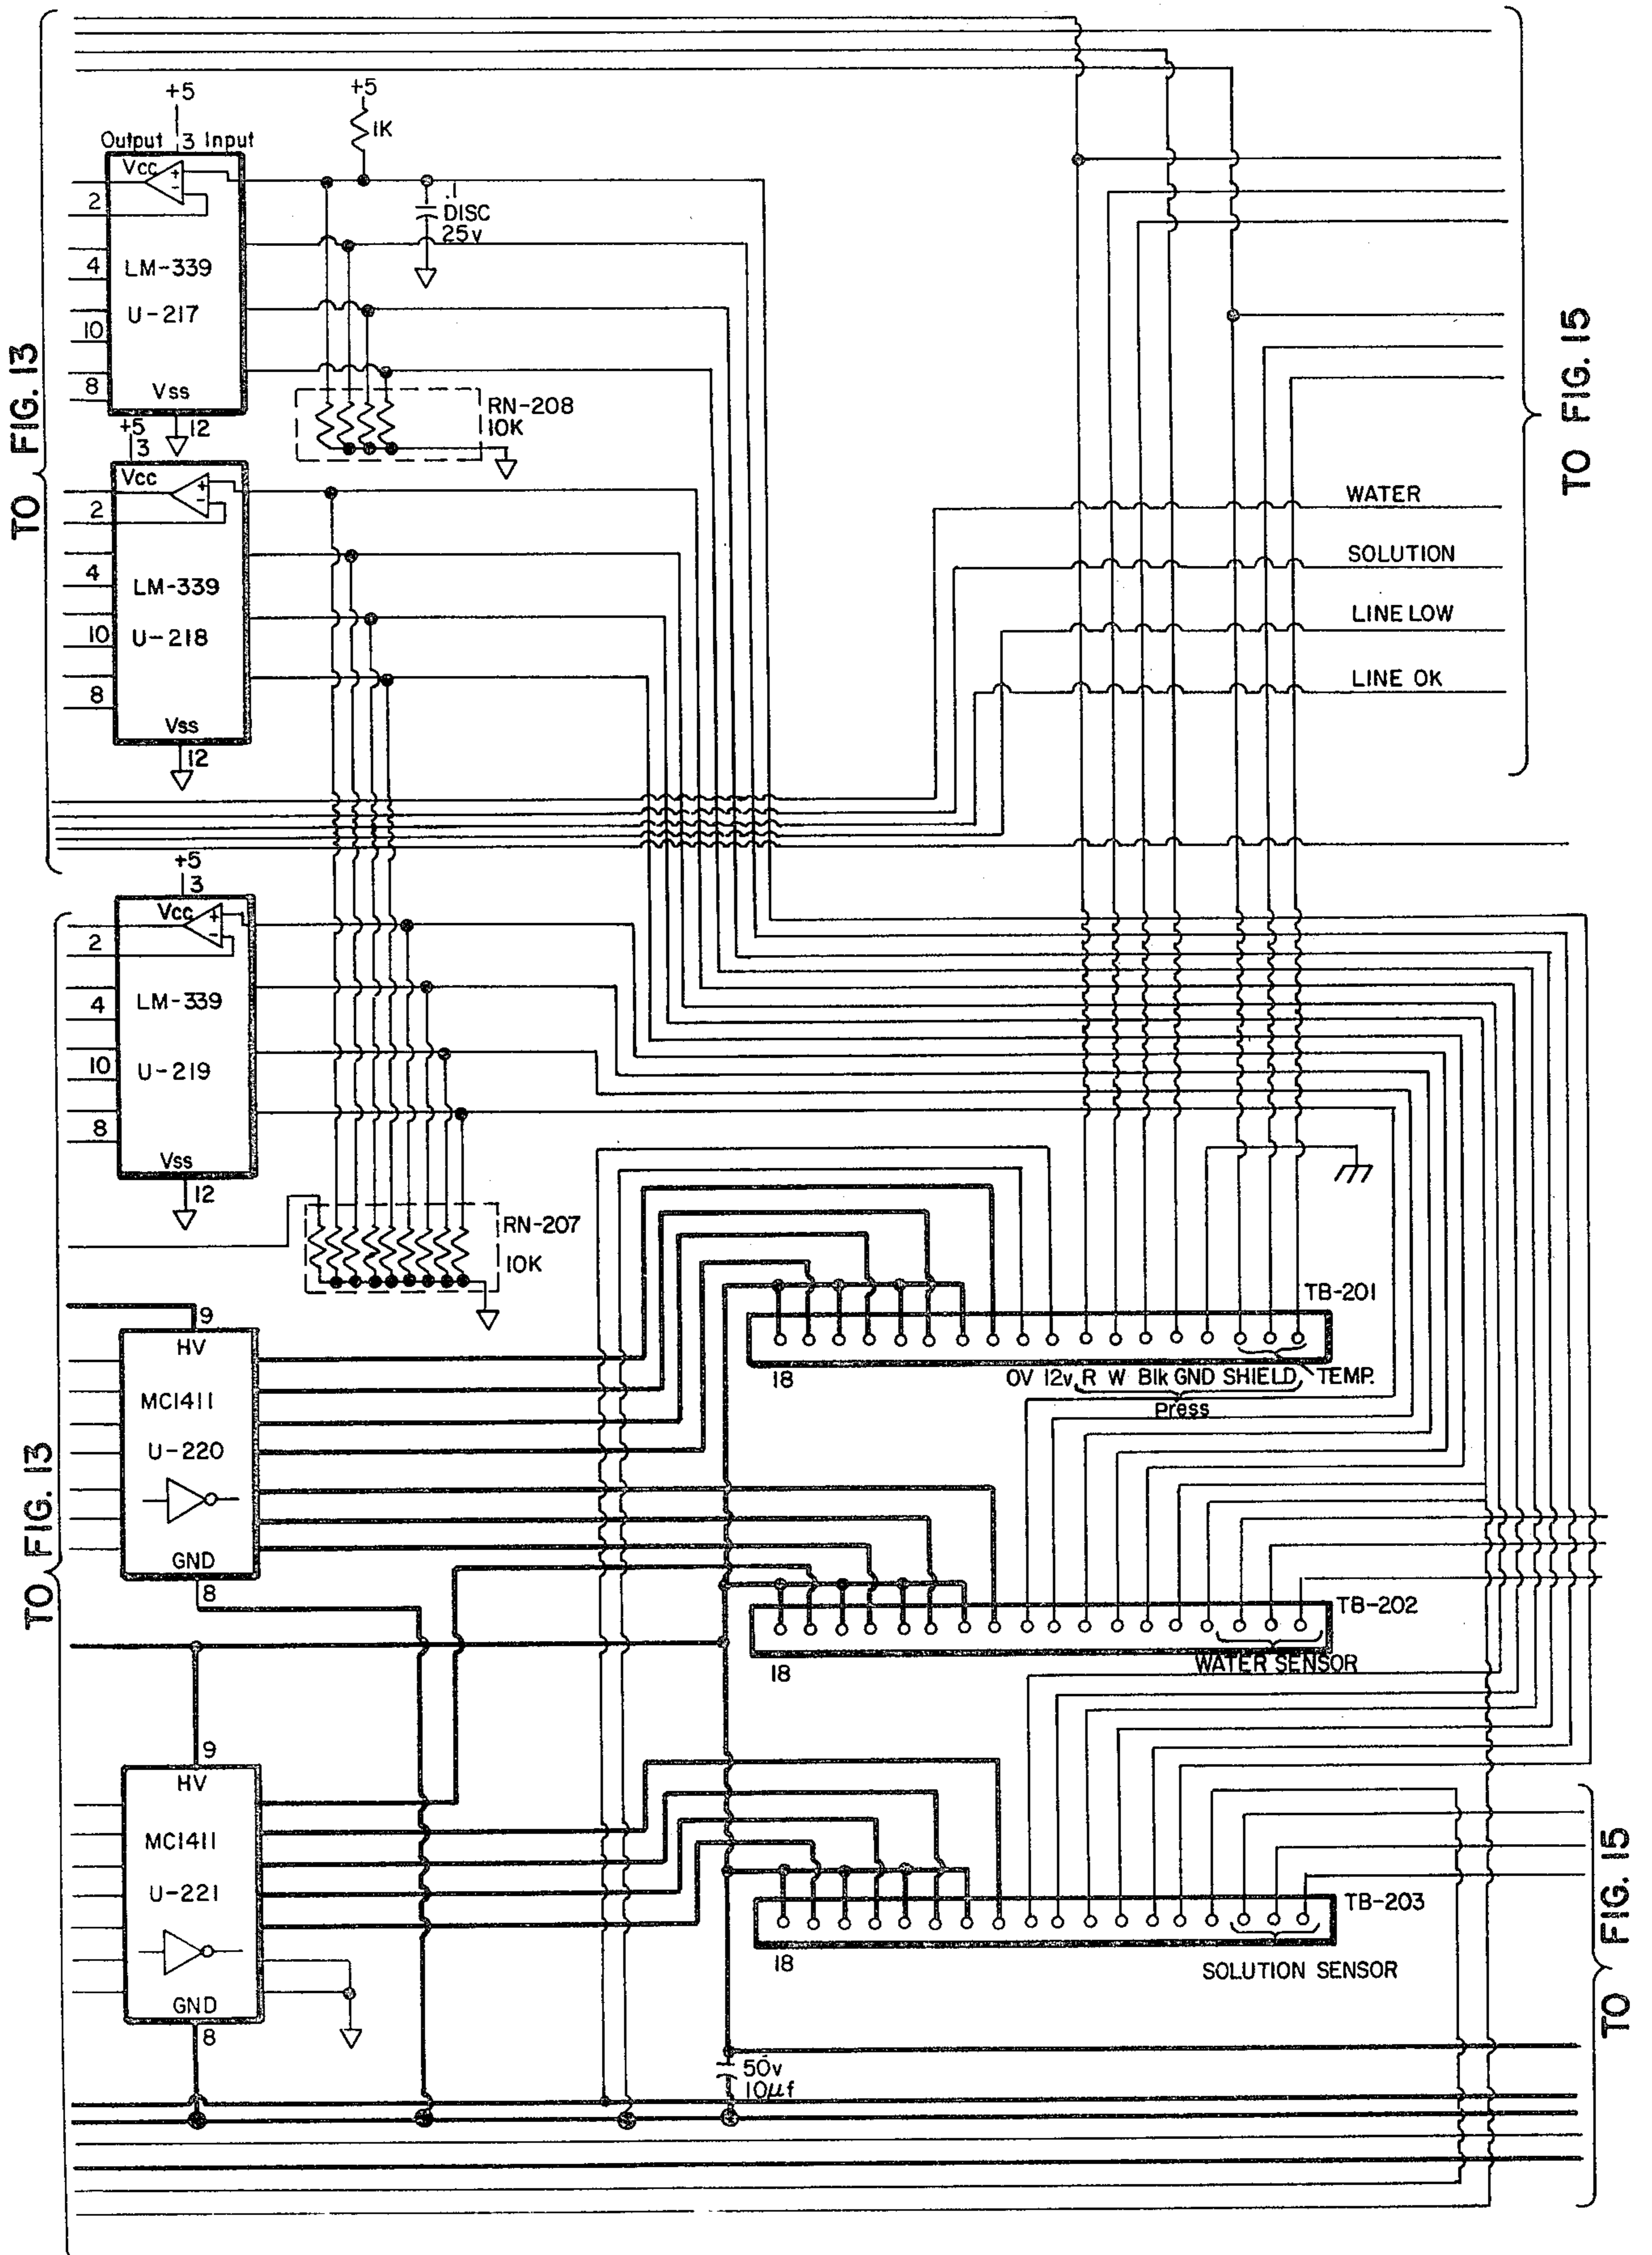 TO FIG. 13
TO FIG. 15
+5
Output 3 Input
Vcc
+
-
2
4
LM-339
U-217
10
8
Vss
12
+5
1K
.1
DISC
25v
RN-208
10K
+5
3
Vcc
+
-
2
4
LM-339
10
U-218
8
Vss
12
WATER
SOLUTION
LINE LOW
LINE OK
+5
3
Vcc
+
-
2
4
LM-339
10
U-219
8
Vss
12
RN-207
10K
TO FIG. 13
9
HV
MC1411
U-220
GND
8
TB-201
18
0V 12v R W Blk GND SHIELD TEMP.
Press
TB-202
18
WATER SENSOR
9
HV
MC1411
U-221
GND
8
TB-203
18
SOLUTION SENSOR
TO FIG. 15
50v
10µf